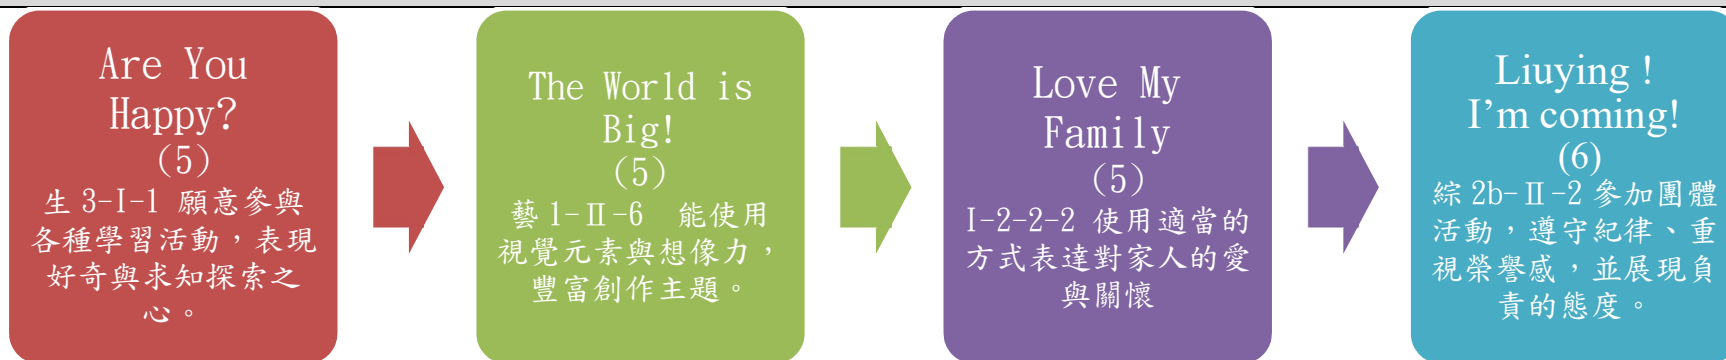 Are You
Happy?
(5)
生 3-I-1 願意參與
各種學習活動，表現
好奇與求知探索之
心。
The World is
Big!
(5)
藝 1-Ⅱ-6 能使用
視覺元素與想像力，
豐富創作主題。
Love My
Family
(5)
I-2-2-2 使用適當的
方式表達對家人的愛
與關懷
Liuying !
I’m coming!
(6)
綜 2b-Ⅱ-2 參加團體
活動，遵守紀律、重
視榮譽感，並展現負
責的態度。